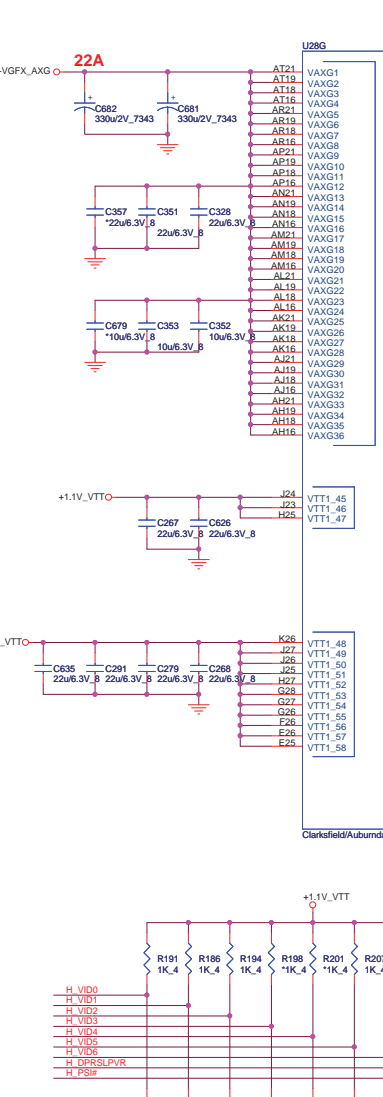 U28G
22A
-VGFX_AXG
C682
330u/2V_7343
C681
330u/2V_7343
AT21 VAXG1
AT19 VAXG2
AT18 VAXG3
AT16 VAXG4
AR21 VAXG5
AR19 VAXG6
AR18 VAXG7
AR16 VAXG8
AP21 VAXG9
AP19 VAXG10
AP18 VAXG11
AP16 VAXG12
AN21 VAXG13
AN19 VAXG14
AN18 VAXG15
AN16 VAXG16
AM21 VAXG17
AM19 VAXG18
AM18 VAXG19
AM16 VAXG20
AL21 VAXG21
AL19 VAXG22
AL18 VAXG23
AL16 VAXG24
AK21 VAXG25
AK19 VAXG26
AK18 VAXG27
AK16 VAXG28
AJ21 VAXG29
AJ19 VAXG30
AJ18 VAXG31
AJ16 VAXG32
AH21 VAXG33
AH19 VAXG34
AH18 VAXG35
AH16 VAXG36
C357
*22u/6.3V_8
C351
22u/6.3V_8
C328
22u/6.3V_8
C679
*10u/6.3V_8
C353
10u/6.3V_8
C352
10u/6.3V_8
+1.1V_VTT
J24 VTT1_45
J23 VTT1_46
H25 VTT1_47
C267
22u/6.3V_8
C626
22u/6.3V_8
_VTT
K26 VTT1_48
J27 VTT1_49
J26 VTT1_50
J25 VTT1_51
H27 VTT1_52
G28 VTT1_53
G27 VTT1_54
G26 VTT1_55
F26 VTT1_56
E26 VTT1_57
E25 VTT1_58
C635
22u/6.3V_8
C291
22u/6.3V_8
C279
22u/6.3V_8
C268
22u/6.3V_8
Clarksfield/Auburnda
+1.1V_VTT
R191
1K_4
R186
1K_4
R194
1K_4
R198
*1K_4
R201
*1K_4
R207
1K_4
H_VID0
H_VID1
H_VID2
H_VID3
H_VID4
H_VID5
H_VID6
H_DPRSLPVR
H_PSI#